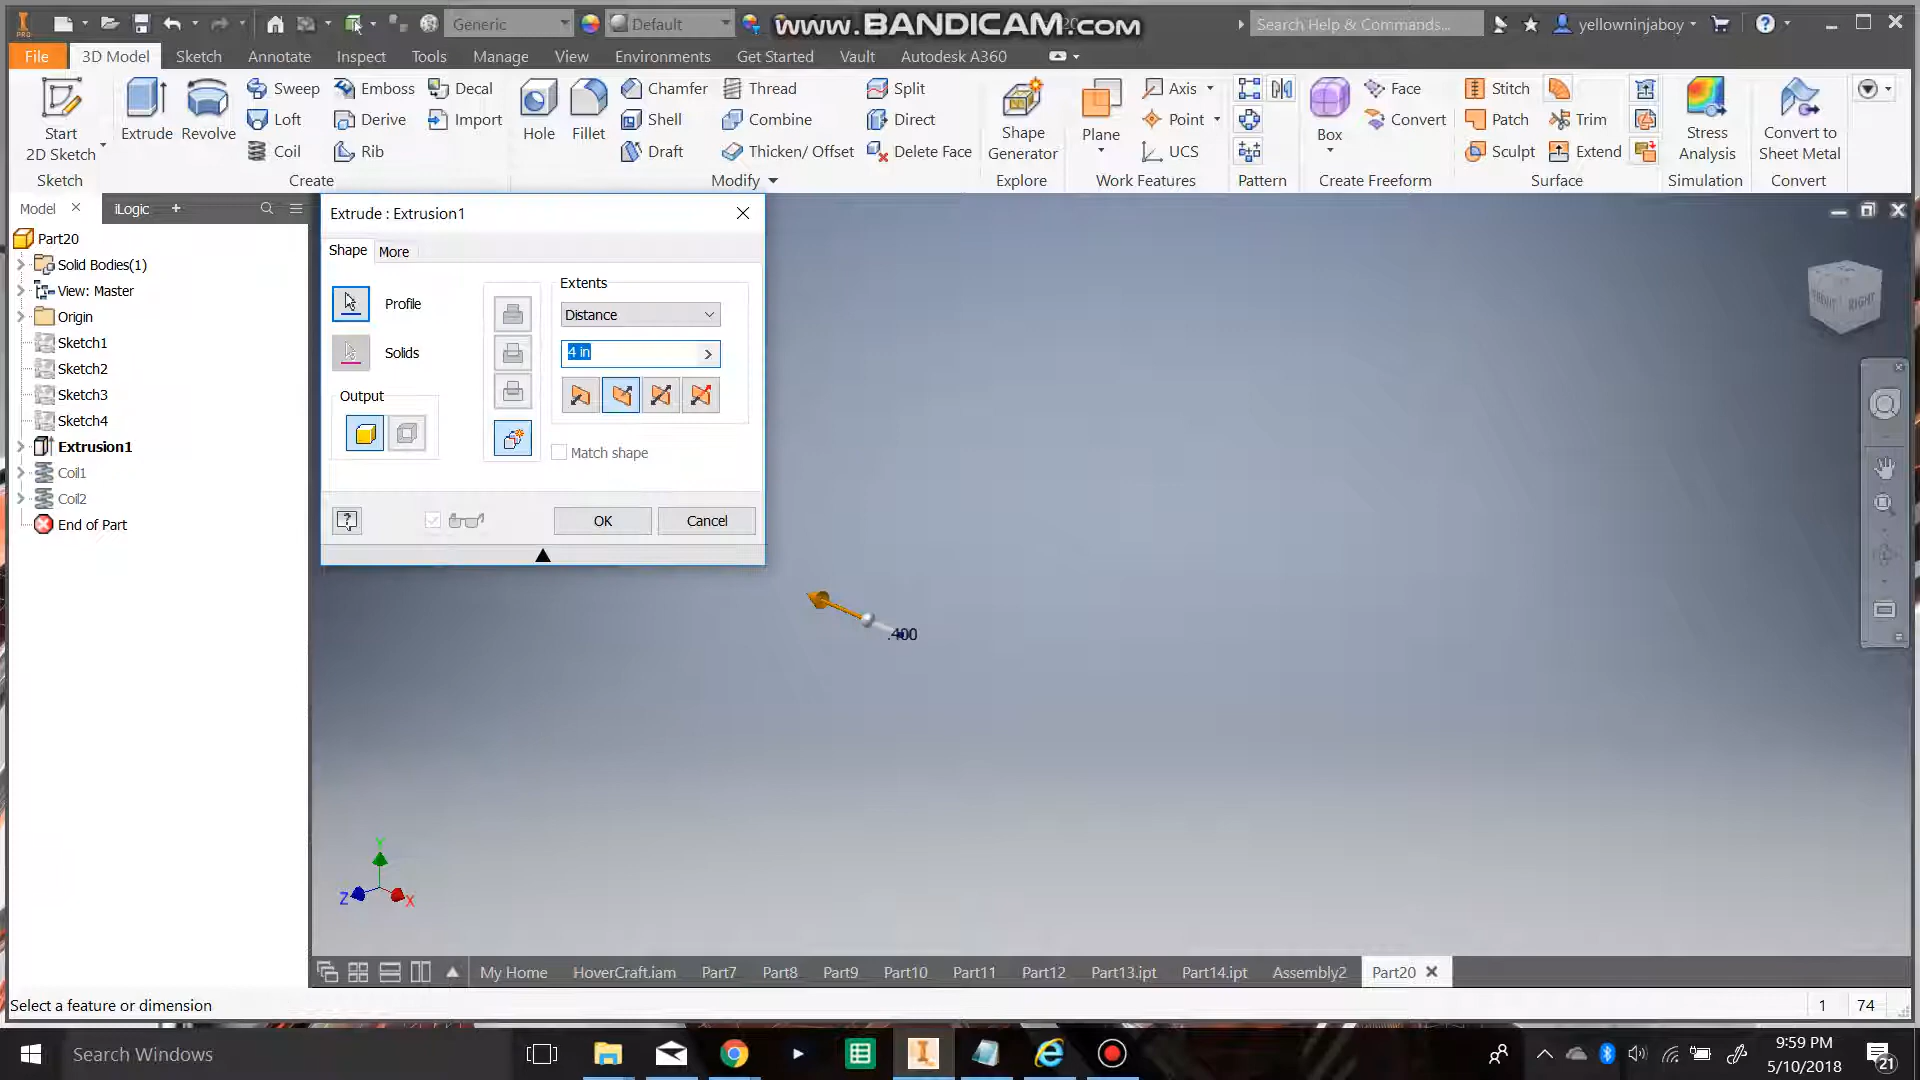 Generic
Default
www.BANDICAM.com
Search Help & Commands...
yellowninjaboy
PRO
File
3D Model
Sketch
Annotate
Inspect
Tools
Manage
View
Environments
Get Started
Vault
Autodesk A360
Start
2D Sketch
Sketch
Extrude
Revolve
Sweep
Loft
Coil
Emboss
Derive
Rib
Decal
Import
Create
Hole
Fillet
Chamfer
Shell
Draft
Thread
Combine
Thicken/ Offset
Split
Direct
Delete Face
Modify
Shape
Generator
Explore
Plane
Axis
Point
UCS
Work Features
Pattern
Box
Face
Convert
Create Freeform
Stitch
Patch
Sculpt
Trim
Extend
Surface
Stress
Analysis
Simulation
Convert to
Sheet Metal
Convert
Model
iLogic
Part20
Solid Bodies(1)
View: Master
Origin
Sketch1
Sketch2
Sketch3
Sketch4
Extrusion1
Coil1
Coil2
End of Part
Extrude : Extrusion1
Shape
More
Profile
Solids
Output
Extents
Distance
4 in
Match shape
OK
Cancel
.400
FRONT
RIGHT
Y
Z
X
My Home
HoverCraft.iam
Part7
Part8
Part9
Part10
Part11
Part12
Part13.ipt
Part14.ipt
Assembly2
Part20
Select a feature or dimension
1
74
Search Windows
9:59 PM
5/10/2018
21